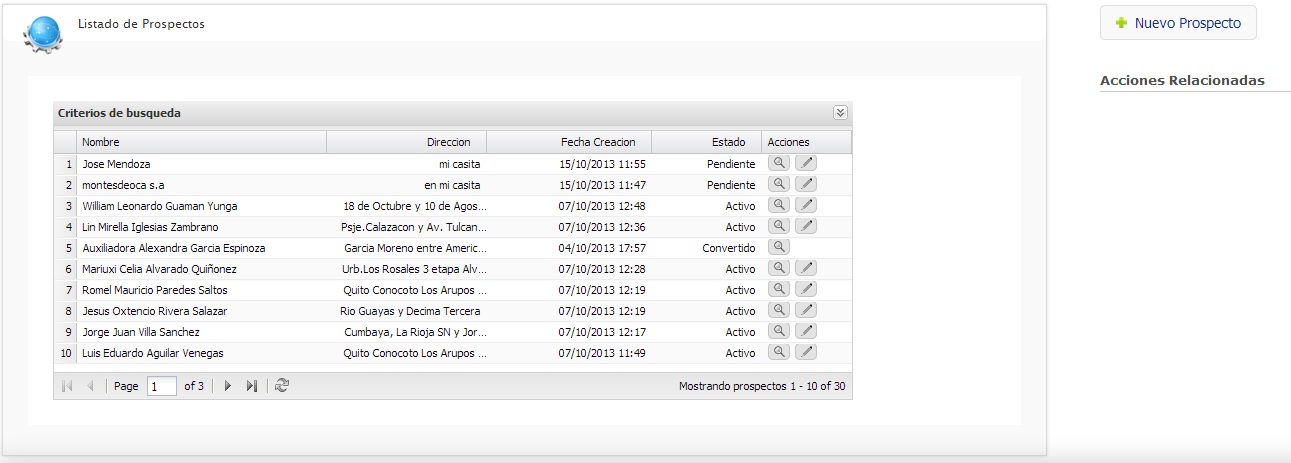 Listado de Prospectos
Nuevo Prospecto
Acciones Relacionadas
Criterios de busqueda
Nombre Direccion Fecha Creacion Estado Acciones
1 Jose Mendoza mi casita 15/10/2013 11:55 Pendiente
2 montesdeoca s.a en mi casita 15/10/2013 11:47 Pendiente
3 William Leonardo Guaman Yunga 18 de Octubre y 10 de Agos... 07/10/2013 12:48 Activo
4 Lin Mirella Iglesias Zambrano Psje.Calazacon y Av. Tulcan... 07/10/2013 12:36 Activo
5 Auxiliadora Alexandra Garcia Espinoza Garcia Moreno entre Americ... 04/10/2013 17:57 Convertido
6 Mariuxi Celia Alvarado Quiñonez Urb.Los Rosales 3 etapa Alv... 07/10/2013 12:28 Activo
7 Romel Mauricio Paredes Saltos Quito Conocoto Los Arupos ... 07/10/2013 12:19 Activo
8 Jesus Oxtencio Rivera Salazar Rio Guayas y Decima Tercera 07/10/2013 12:19 Activo
9 Jorge Juan Villa Sanchez Cumbaya, La Rioja SN y Jor... 07/10/2013 12:17 Activo
10 Luis Eduardo Aguilar Venegas Quito Conocoto Los Arupos ... 07/10/2013 11:49 Activo
Page 1 of 3 Mostrando prospectos 1 - 10 of 30